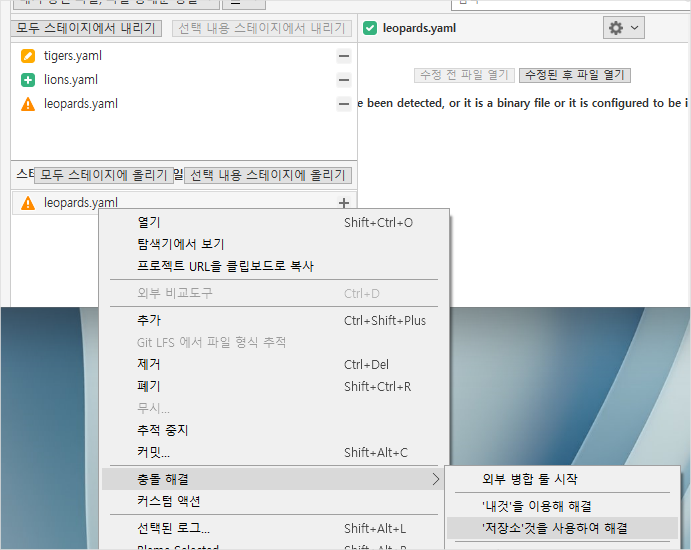 모두 스테이지에서 내리기 선택 내용 스테이지에서 내리기
tigers.yaml
lions.yaml
leopards.yaml
모두 스테이지에 올리기 선택 내용 스테이지에 올리기
leopards.yaml
leopards.yaml
수정 전 파일 열기 수정된 후 파일 열기
e been detected, or it is a binary file or it is configured to be i
열기 Shift+Ctrl+O
탐색기에서 보기
프로젝트 URL을 클립보드로 복사
외부 비교도구 Ctrl+D
추가 Ctrl+Shift+Plus
Git LFS 에서 파일 형식 추적
제거 Ctrl+Del
폐기 Shift+Ctrl+R
무시...
추적 중지
커밋... Shift+Alt+C
충돌 해결
커스텀 액션
선택된 로그... Shift+Alt+L
외부 병합 툴 시작
'내것'을 이용해 해결
'저장소'것을 사용하여 해결